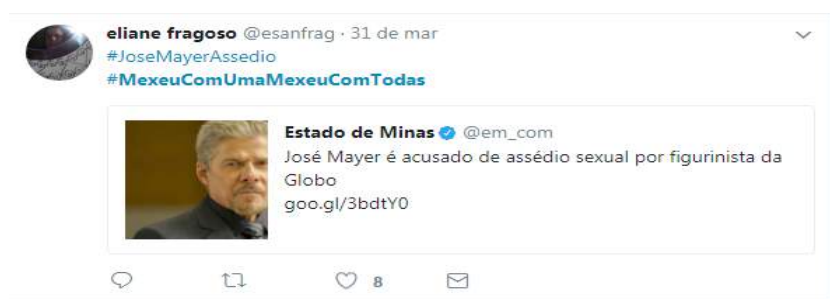 eliane fragoso @esanfrag · 31 de mar
#JoseMayerAssedio
#MexeuComUmaMexeuComTodas
Estado de Minas @em_com
José Mayer é acusado de assédio sexual por figurinista da
Globo
goo.gl/3bdtY0
8